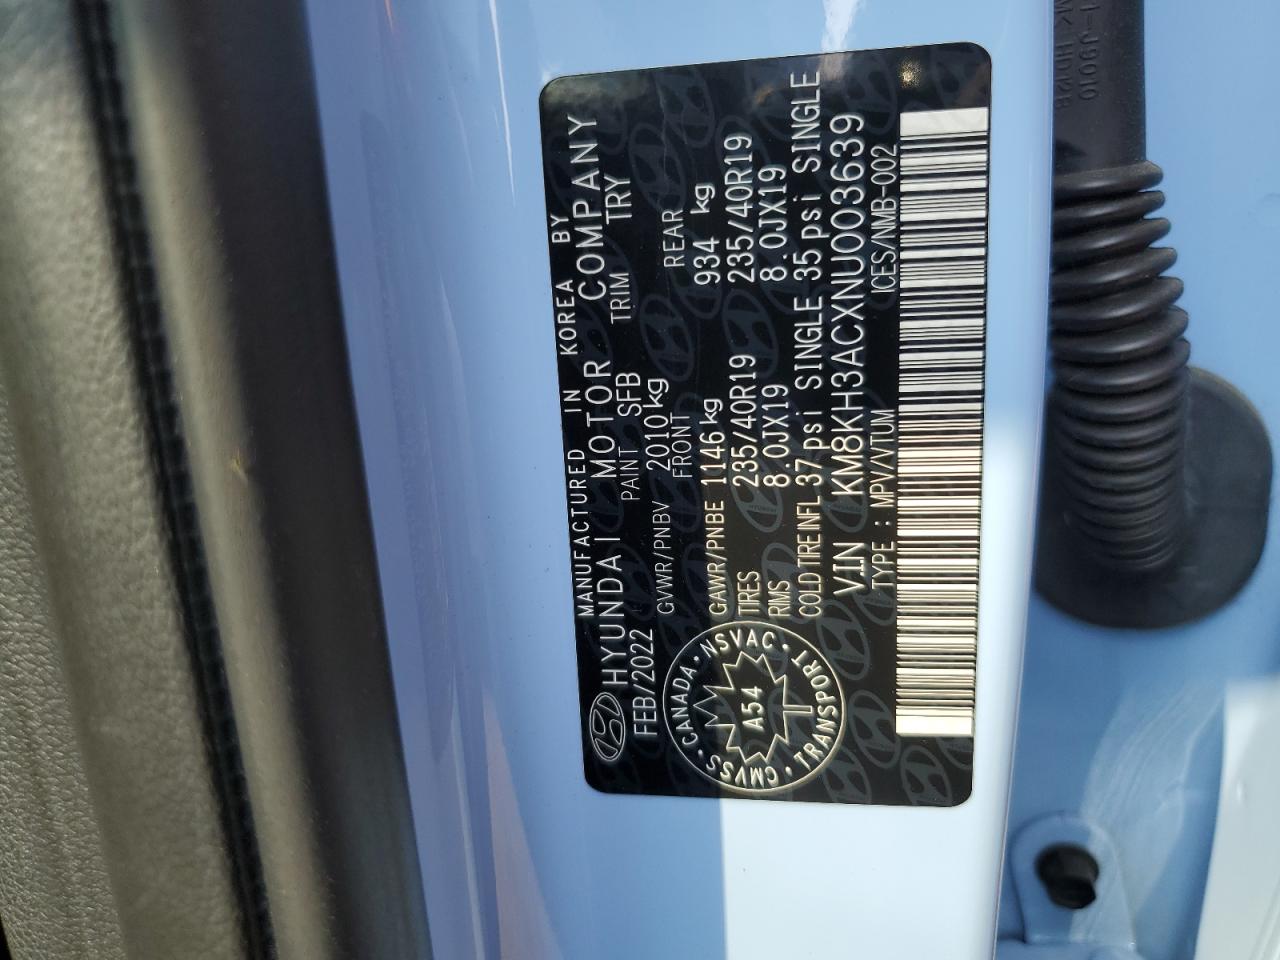 MANUFACTURED IN KOREA BY
HYUNDAI MOTOR COMPANY
FEB/2022 PAINT SFB TRIM TRY
GVWR/PNBV 2010kg
FRONT REAR
GAWR/PNBE 1146kg 934 kg
TIRES 235/40R19 235/40R19
RIMS 8.0JX19 8.0JX19
COLD TIRE INFL 37 psi SINGLE 35 psi SINGLE
VIN KM8KH3ACXNU003639
TYPE : MPV/VTUM ICES/NMB-002
CANADA · NSVAC · TRANSPORT · CMVSS ·
A54